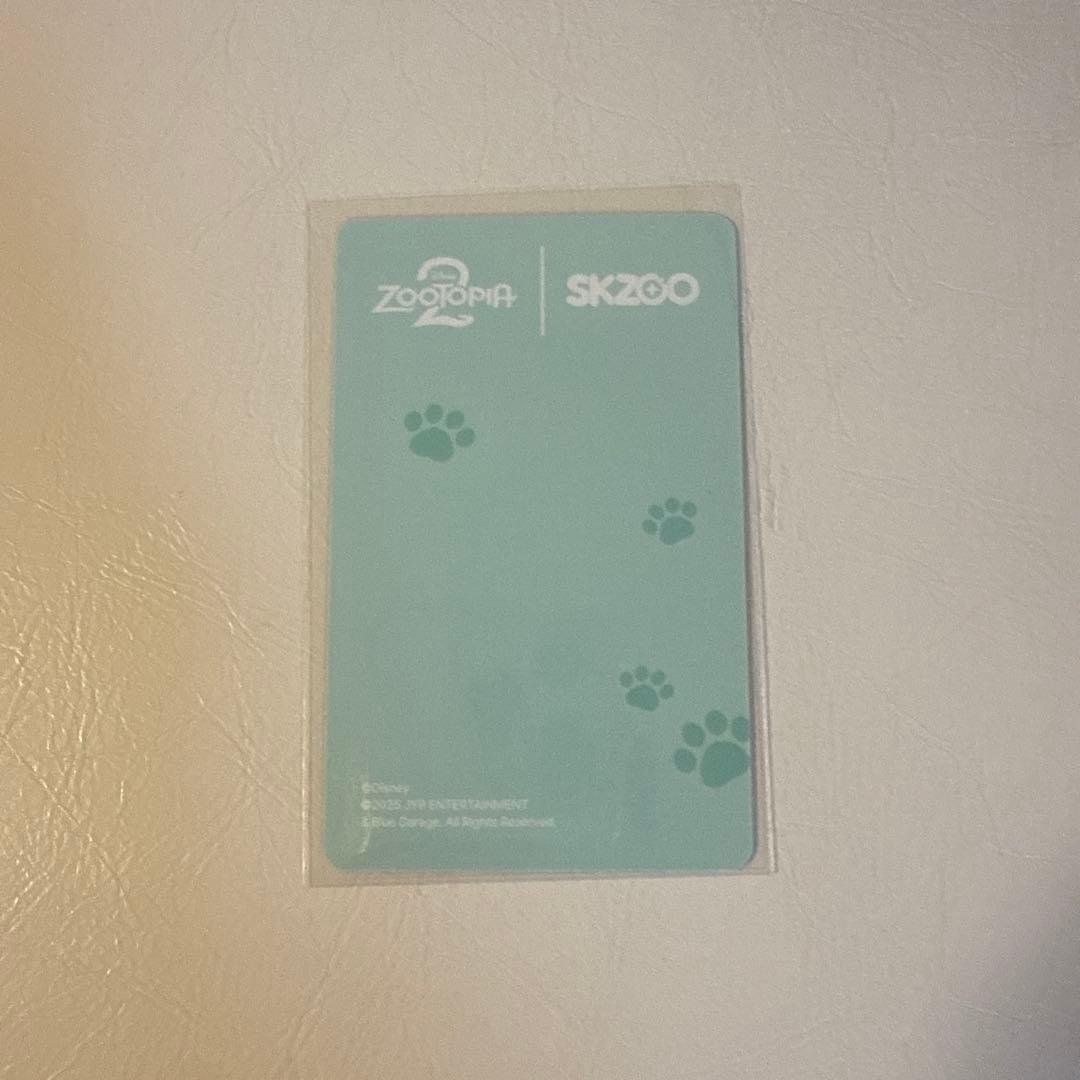 Disney
ZOOTOPIA
2
SKZOO
©Disney
©2025 JYP ENTERTAINMENT
& Blue Garage. All Rights Reserved.